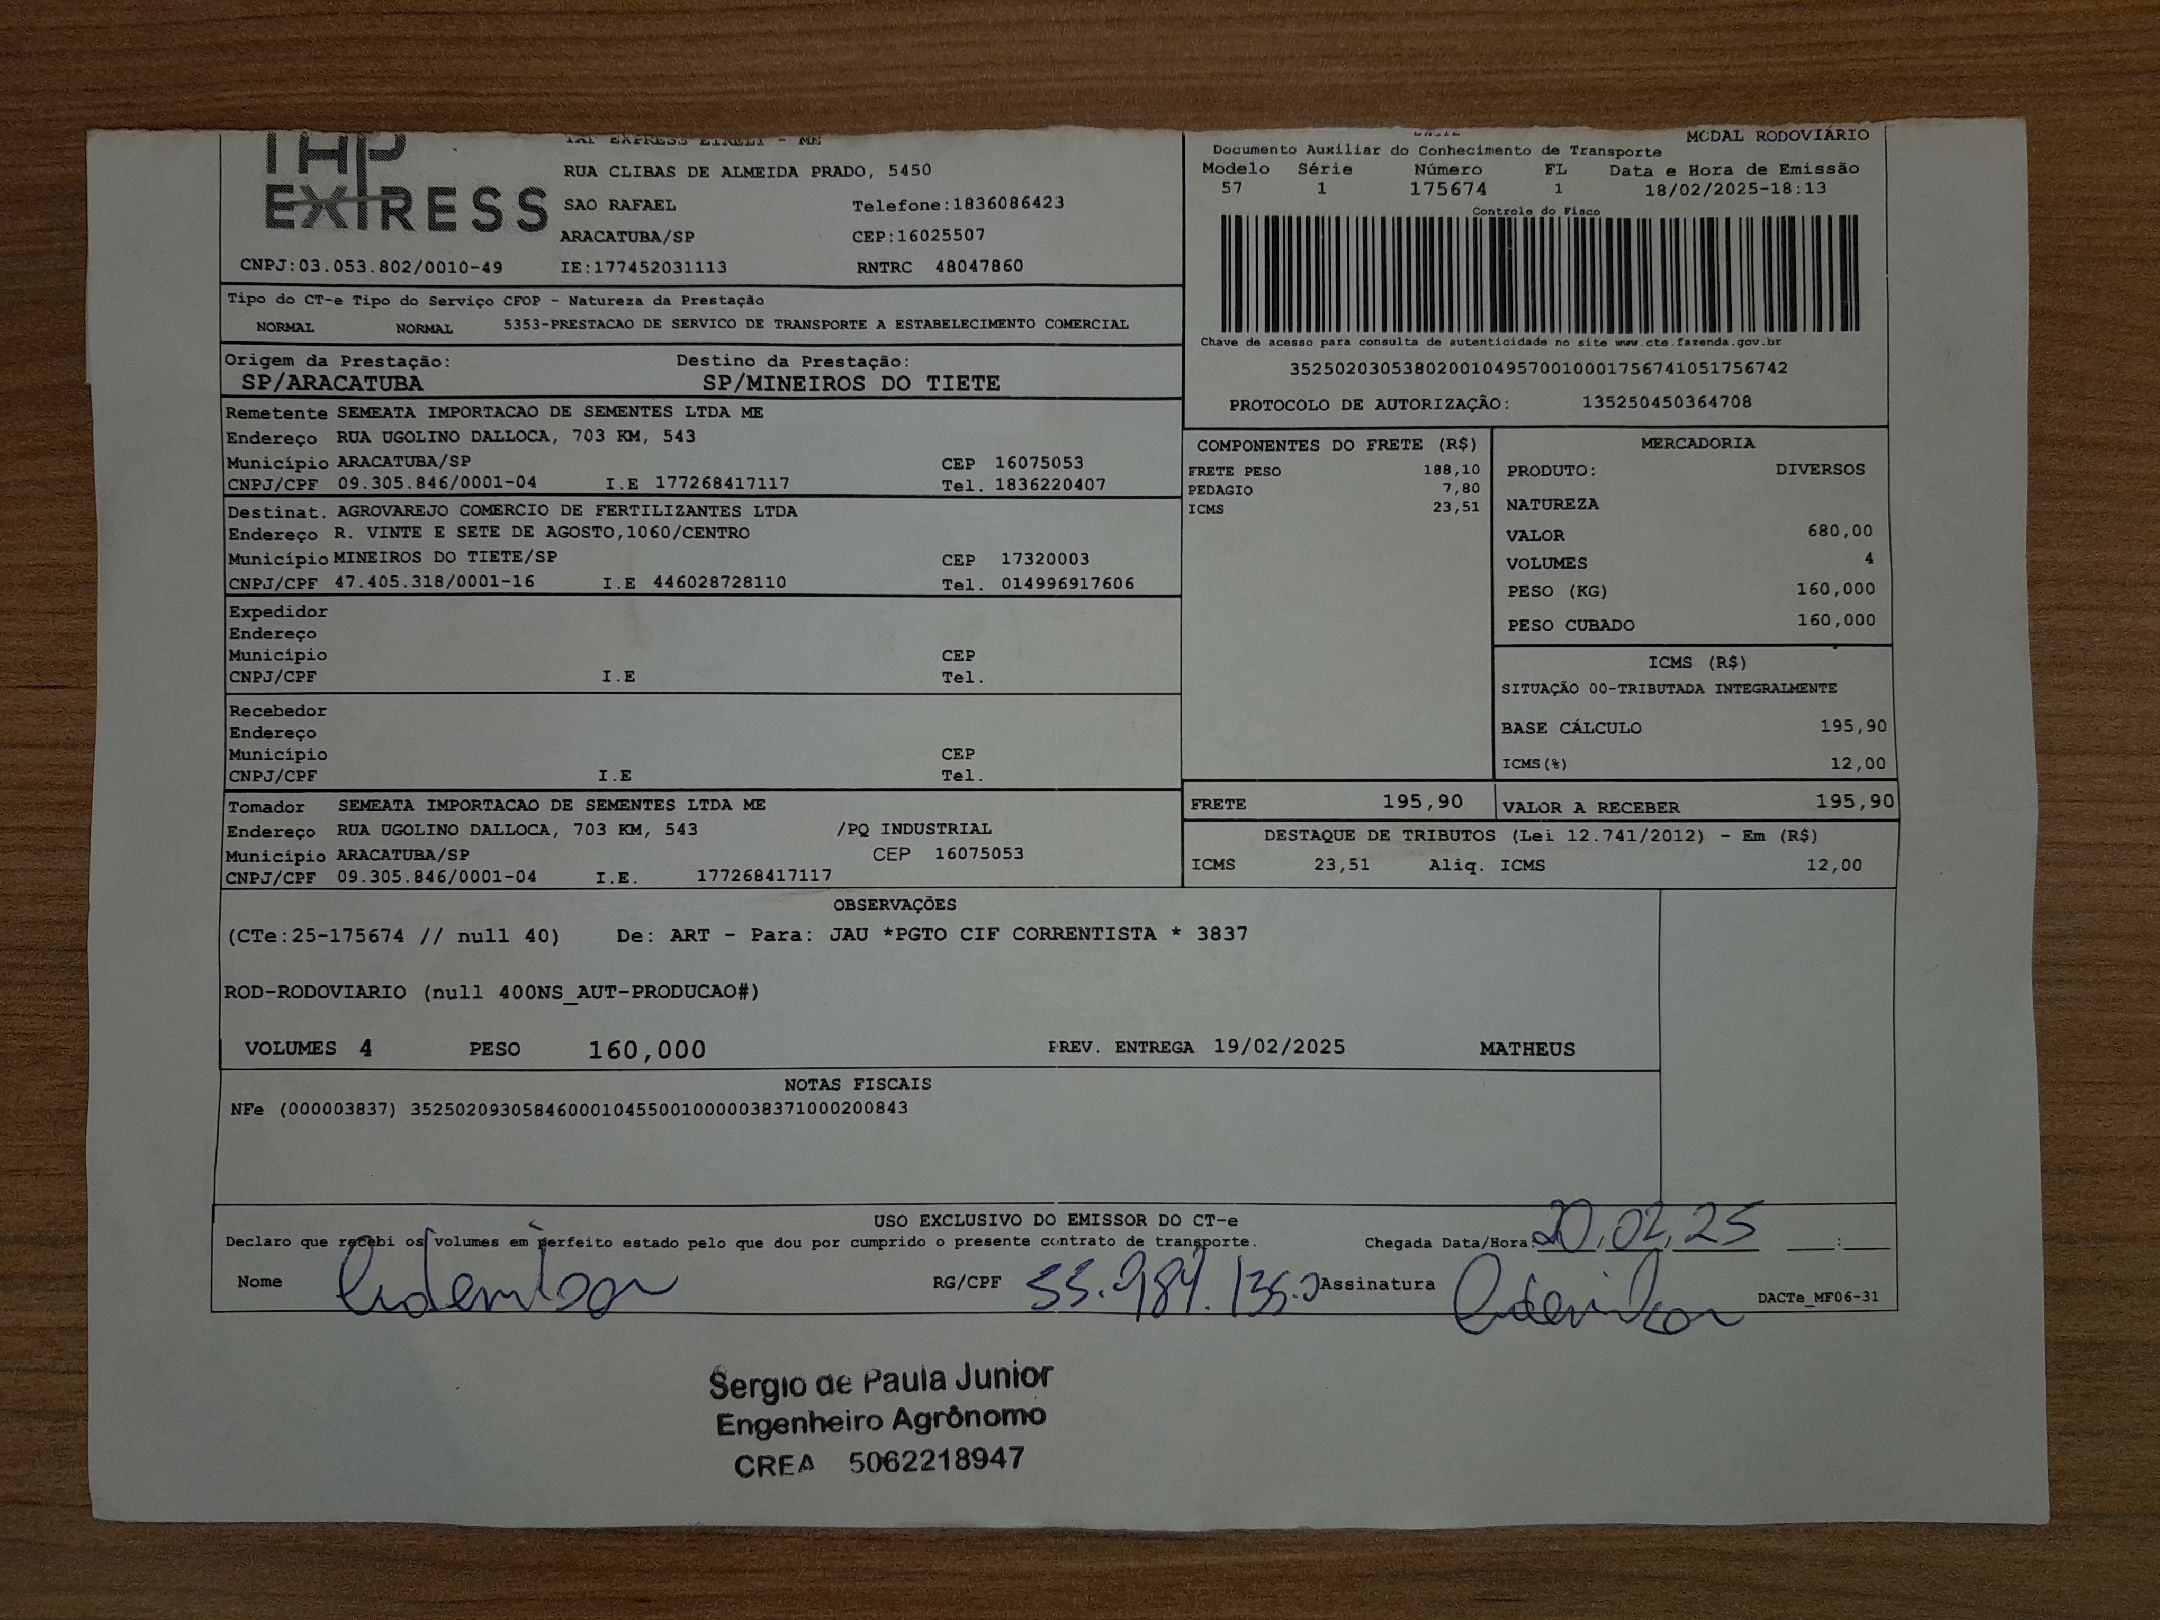 THP
EXPRESS
THP EXPRESS EIRELI - ME
RUA CLIBAS DE ALMEIDA PRADO, 5450
SAO RAFAEL Telefone:1836086423
ARACATUBA/SP CEP:16025507
CNPJ:03.053.802/0010-49 IE:177452031113 RNTRC 48047860
MODAL RODOVIÁRIO
Documento Auxiliar do Conhecimento de Transporte
Modelo Série Número FL Data e Hora de Emissão
57 1 175674 1 18/02/2025-18:13
Controle do Fisco
Chave de acesso para consulta de autenticidade no site www.cte.fazenda.gov.br
35250203053802001049570010001756741051756742
PROTOCOLO DE AUTORIZAÇÃO: 135250450364708
Tipo do CT-e Tipo do Serviço CFOP - Natureza da Prestação
NORMAL NORMAL 5353-PRESTACAO DE SERVICO DE TRANSPORTE A ESTABELECIMENTO COMERCIAL
Origem da Prestação: Destino da Prestação:
SP/ARACATUBA SP/MINEIROS DO TIETE
Remetente SEMEATA IMPORTACAO DE SEMENTES LTDA ME
Endereço RUA UGOLINO DALLOCA, 703 KM, 543
Município ARACATUBA/SP CEP 16075053
CNPJ/CPF 09.305.846/0001-04 I.E 177268417117 Tel. 1836220407
Destinat. AGROVAREJO COMERCIO DE FERTILIZANTES LTDA
Endereço R. VINTE E SETE DE AGOSTO,1060/CENTRO
Município MINEIROS DO TIETE/SP CEP 17320003
CNPJ/CPF 47.405.318/0001-16 I.E 446028728110 Tel. 014996917606
Expedidor
Endereço
Município CEP
CNPJ/CPF I.E Tel.
Recebedor
Endereço
Município CEP
CNPJ/CPF I.E Tel.
Tomador SEMEATA IMPORTACAO DE SEMENTES LTDA ME
Endereço RUA UGOLINO DALLOCA, 703 KM, 543 /PQ INDUSTRIAL
Município ARACATUBA/SP CEP 16075053
CNPJ/CPF 09.305.846/0001-04 I.E. 177268417117
COMPONENTES DO FRETE (R$)
FRETE PESO 188,10
PEDAGIO 7,80
ICMS 23,51
MERCADORIA
PRODUTO: DIVERSOS
NATUREZA
VALOR 680,00
VOLUMES 4
PESO (KG) 160,000
PESO CUBADO 160,000
ICMS (R$)
SITUAÇÃO 00-TRIBUTADA INTEGRALMENTE
BASE CÁLCULO 195,90
ICMS(%) 12,00
FRETE 195,90 VALOR A RECEBER 195,90
DESTAQUE DE TRIBUTOS (Lei 12.741/2012) - Em (R$)
ICMS 23,51 Aliq. ICMS 12,00
OBSERVAÇÕES
(CTe:25-175674 // null 40) De: ART - Para: JAU *PGTO CIF CORRENTISTA * 3837
ROD-RODOVIARIO (null 400NS_AUT-PRODUCAO#)
VOLUMES 4 PESO 160,000 PREV. ENTREGA 19/02/2025 MATHEUS
NOTAS FISCAIS
NFe (000003837) 35250209305846000104550010000038371000200843
USO EXCLUSIVO DO EMISSOR DO CT-e
Declaro que recebi os volumes em perfeito estado pelo que dou por cumprido o presente contrato de transporte. Chegada Data/Hora: 20,02,25 :
Nome RG/CPF Assinatura
DACTe_MF06-31
Sergio de Paula Junior
Engenheiro Agrônomo
CREA 5062218947